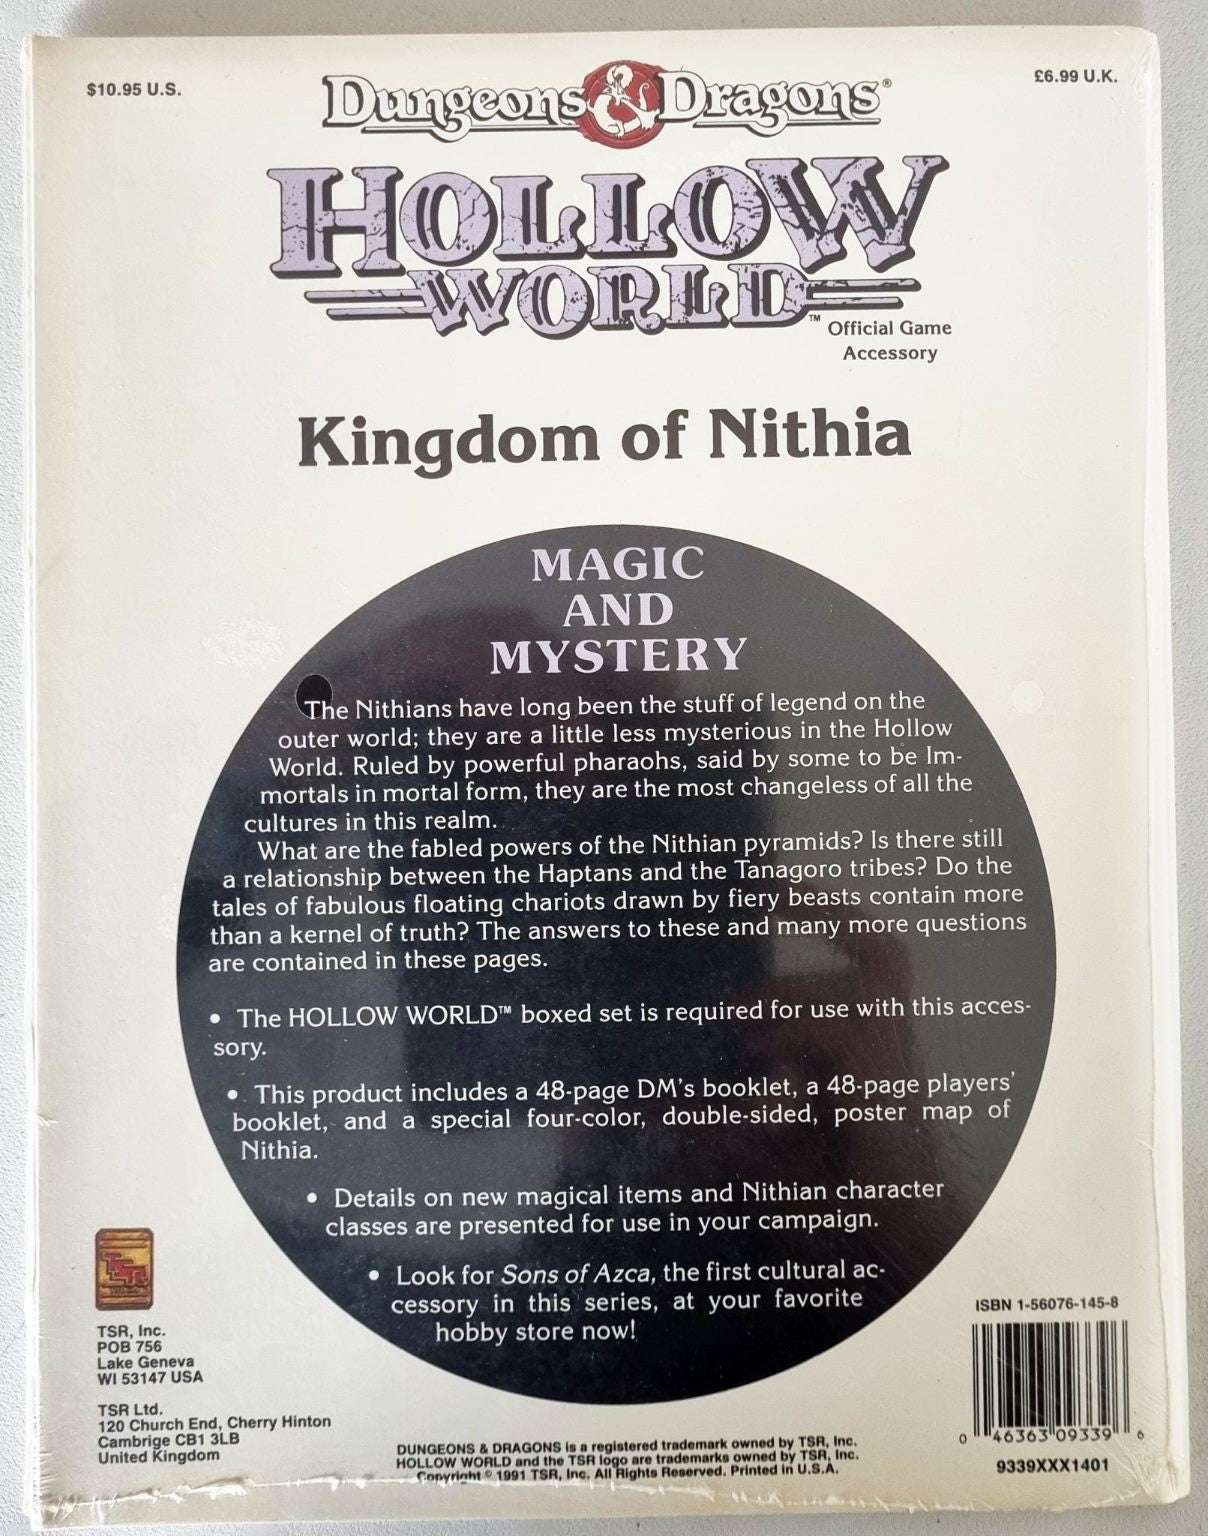 $10.95 U.S.
£6.99 U.K.
Dungeons & Dragons®
HOLLOW
WORLD™
Official Game
Accessory
Kingdom of Nithia
MAGIC
AND
MYSTERY
The Nithians have long been the stuff of legend on the
outer world; they are a little less mysterious in the Hollow
World. Ruled by powerful pharaohs, said by some to be Im-
mortals in mortal form, they are the most changeless of all the
cultures in this realm.
What are the fabled powers of the Nithian pyramids? Is there still
a relationship between the Haptans and the Tanagoro tribes? Do the
tales of fabulous floating chariots drawn by fiery beasts contain more
than a kernel of truth? The answers to these and many more questions
are contained in these pages.
• The HOLLOW WORLD™ boxed set is required for use with this acces-
sory.
• This product includes a 48-page DM's booklet, a 48-page players'
booklet, and a special four-color, double-sided, poster map of
Nithia.
• Details on new magical items and Nithian character
classes are presented for use in your campaign.
• Look for Sons of Azca, the first cultural ac-
cessory in this series, at your favorite
hobby store now!
TSR
TSR, Inc.
POB 756
Lake Geneva
WI 53147 USA
TSR Ltd.
120 Church End, Cherry Hinton
Cambrige CB1 3LB
United Kingdom
DUNGEONS & DRAGONS is a registered trademark owned by TSR, Inc.
HOLLOW WORLD and the TSR logo are trademarks owned by TSR, Inc.
Copyright © 1991 TSR, Inc. All Rights Reserved. Printed in U.S.A.
ISBN 1-56076-145-8
0 46363 09339 6
9339XXX1401